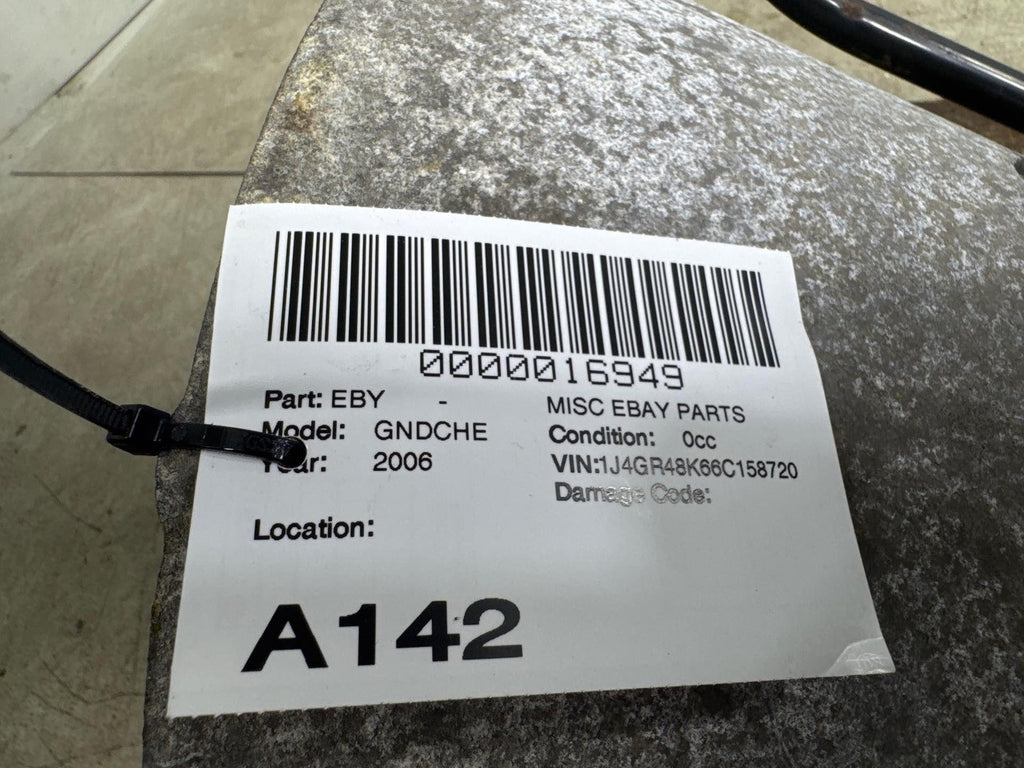 0000016949
Part: EBY - MISC EBAY PARTS
Model: GNDCHE Condition: 0cc
Year: 2006 VIN:1J4GR48K66C158720
Damage Code:
Location:
A142